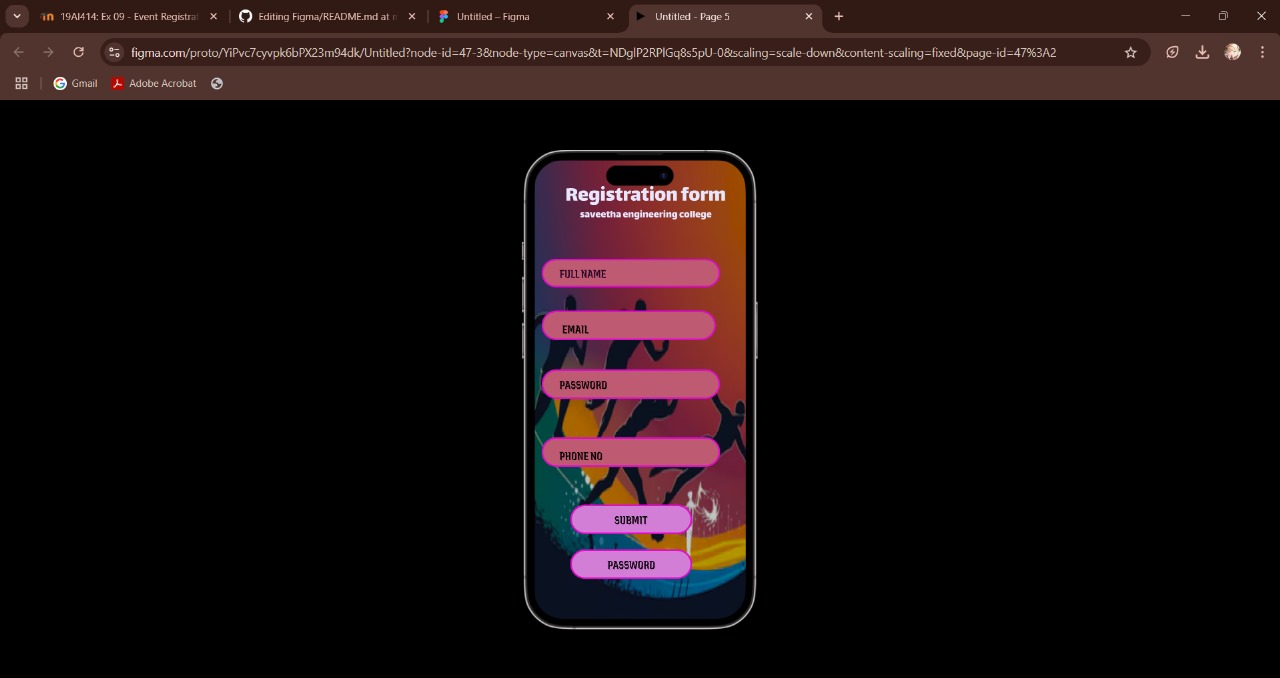 19AI414: Ex 09 - Event Registrat
Editing Figma/README.md at m
Untitled – Figma
Untitled - Page 5
figma.com/proto/YiPvc7cyvpk6bPX23m94dk/Untitled?node-id=47-3&node-type=canvas&t=NDglP2RPlGq8s5pU-0&scaling=scale-down&content-scaling=fixed&page-id=47%3A2
Gmail
Adobe Acrobat
Registration form
saveetha engineering college
FULL NAME
EMAIL
PASSWORD
PHONE NO
SUBMIT
PASSWORD